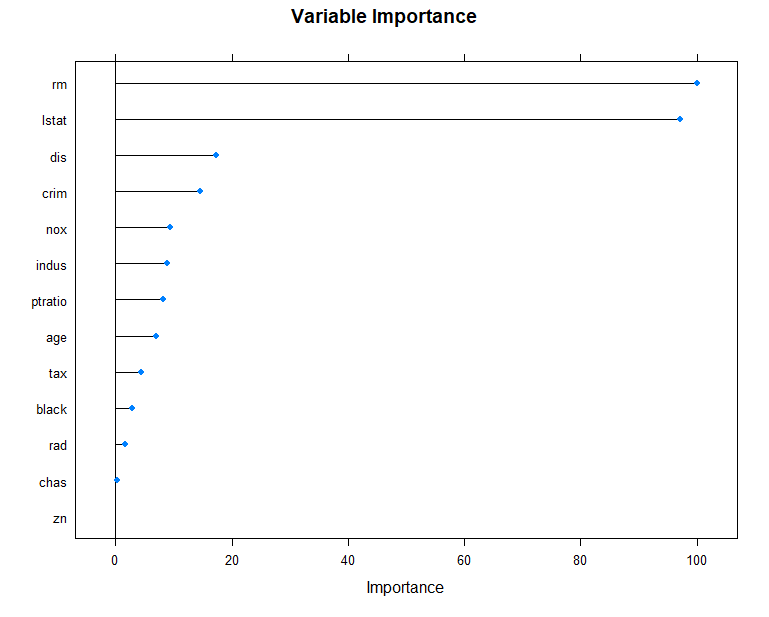 Variable Importance
rm
lstat
dis
crim
nox
indus
ptratio
age
tax
black
rad
chas
zn
0 20 40 60 80 100
Importance